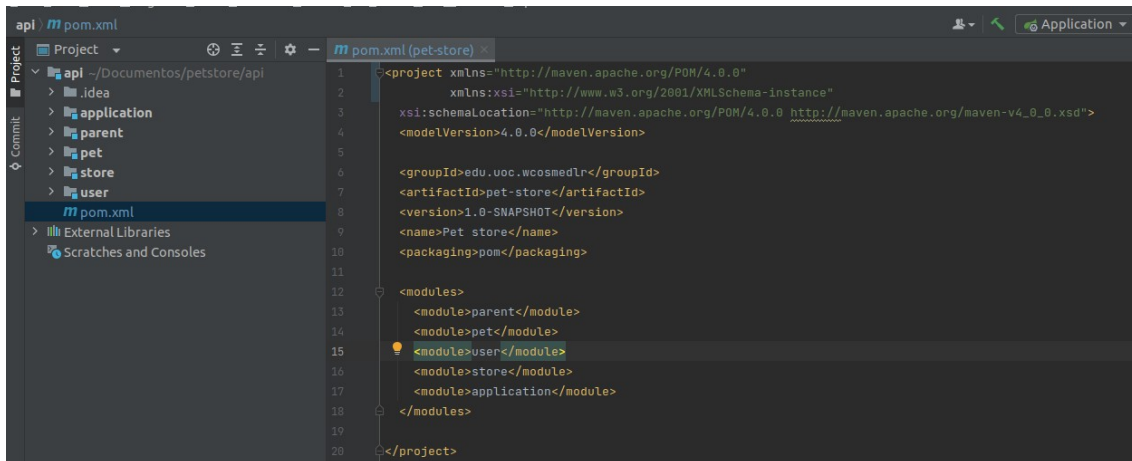 api pom.xml
Application
Project
pom.xml (pet-store)
Project
Commit
api ~/Documentos/petstore/api
.idea
application
parent
pet
store
user
pom.xml
External Libraries
Scratches and Consoles
1 <project xmlns="http://maven.apache.org/POM/4.0.0"
2 xmlns:xsi="http://www.w3.org/2001/XMLSchema-instance"
3 xsi:schemaLocation="http://maven.apache.org/POM/4.0.0 http://maven.apache.org/maven-v4_0_0.xsd">
4 <modelVersion>4.0.0</modelVersion>
5
6 <groupId>edu.uoc.wcosmedlr</groupId>
7 <artifactId>pet-store</artifactId>
8 <version>1.0-SNAPSHOT</version>
9 <name>Pet store</name>
10 <packaging>pom</packaging>
11
12 <modules>
13 <module>parent</module>
14 <module>pet</module>
15 <module>user</module>
16 <module>store</module>
17 <module>application</module>
18 </modules>
19
20 </project>